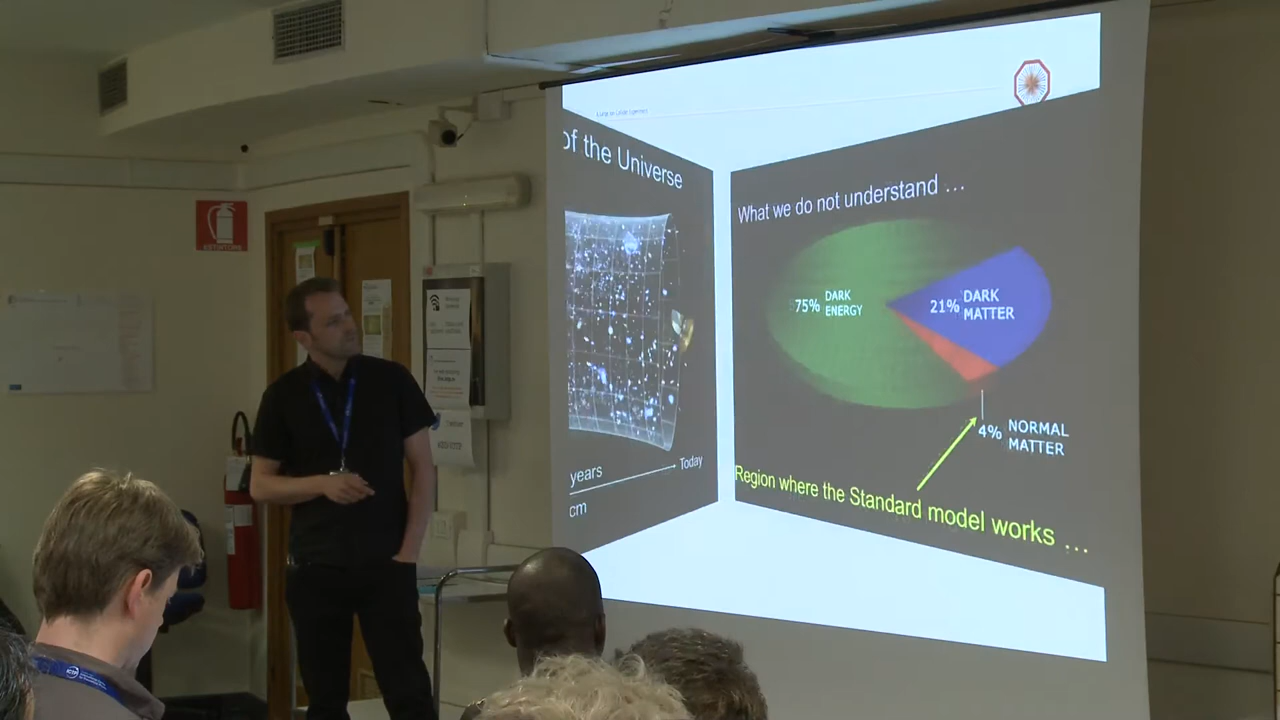 of the Universe
years
Today
cm
What we do not understand ...
75% DARK
ENERGY
21% DARK
MATTER
4% NORMAL
MATTER
Region where the Standard model works ...